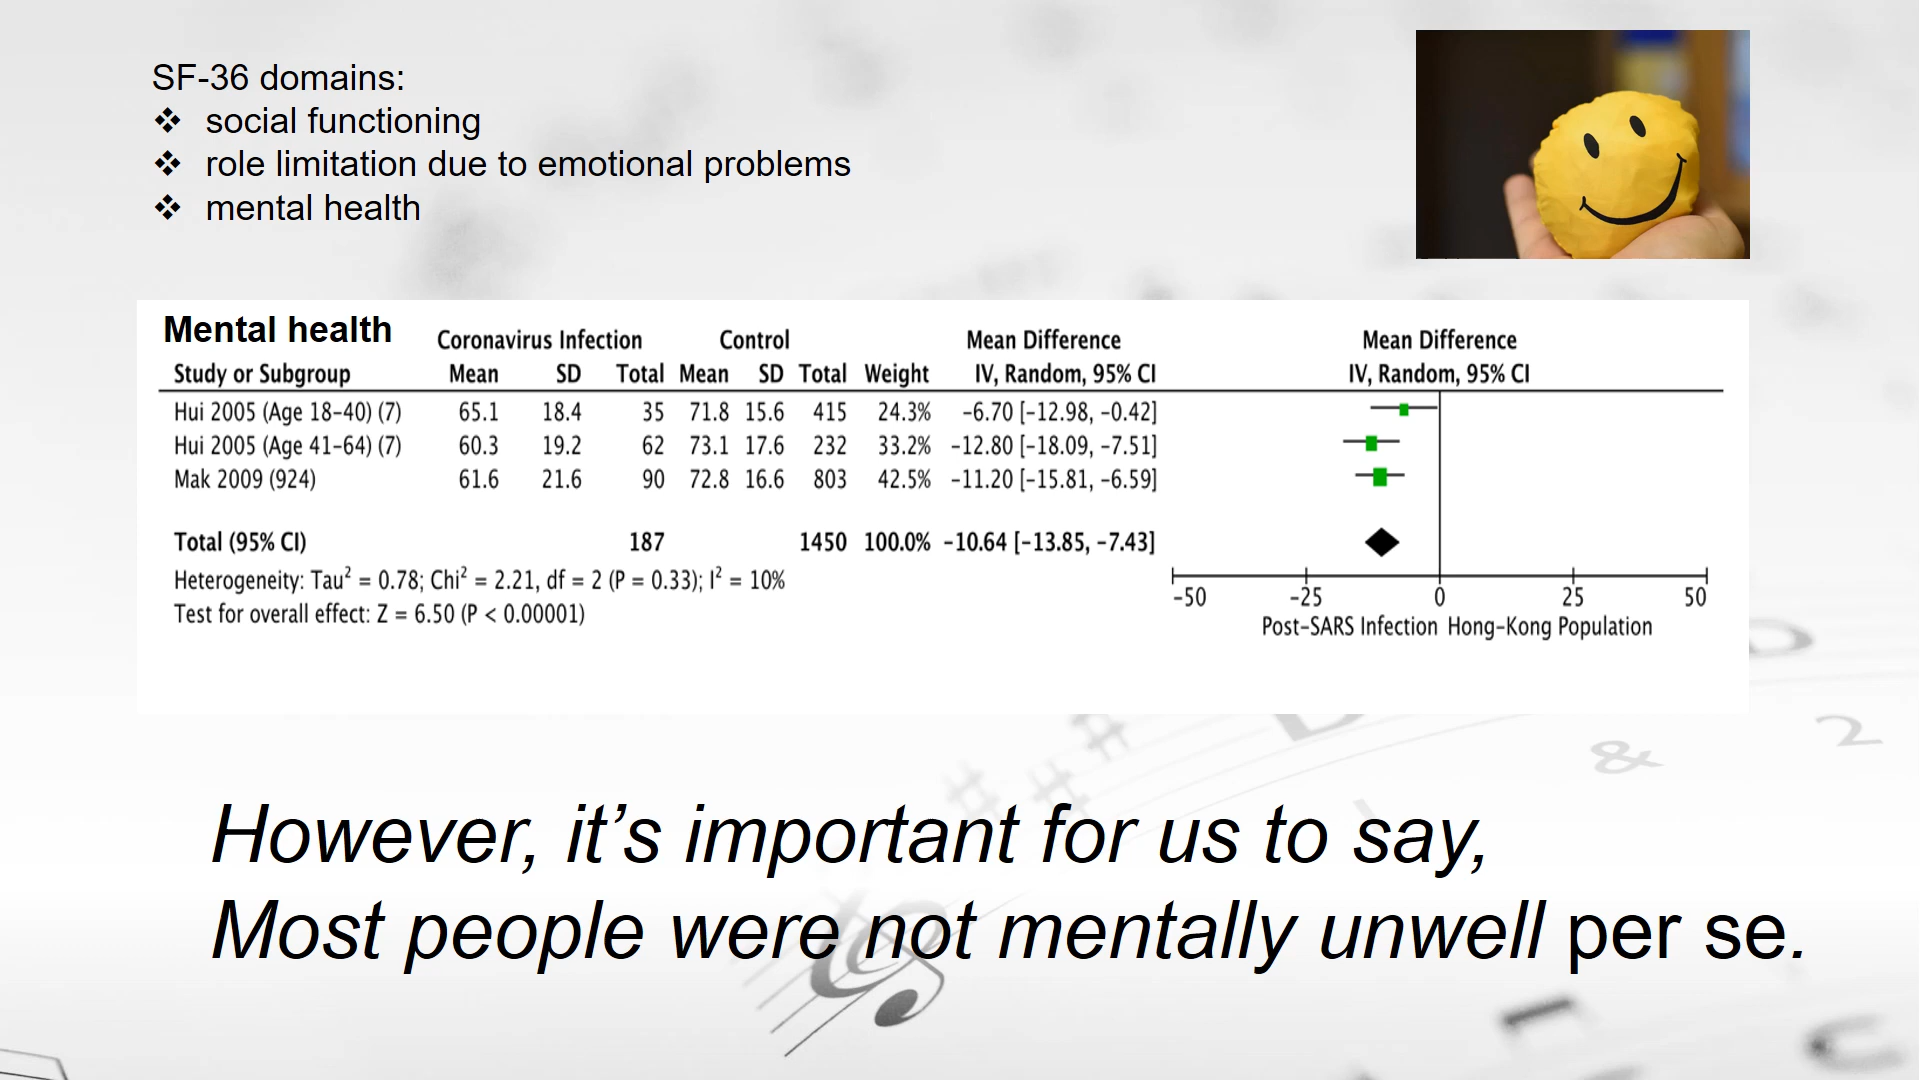 SF-36 domains:
❖ social functioning
❖ role limitation due to emotional problems
❖ mental health
Mental health
Coronavirus Infection Control Mean Difference Mean Difference
Study or Subgroup Mean SD Total Mean SD Total Weight IV, Random, 95% CI IV, Random, 95% CI
Hui 2005 (Age 18–40) (7) 65.1 18.4 35 71.8 15.6 415 24.3% −6.70 [−12.98, −0.42]
Hui 2005 (Age 41–64) (7) 60.3 19.2 62 73.1 17.6 232 33.2% −12.80 [−18.09, −7.51]
Mak 2009 (924) 61.6 21.6 90 72.8 16.6 803 42.5% −11.20 [−15.81, −6.59]
Total (95% CI) 187 1450 100.0% −10.64 [−13.85, −7.43]
Heterogeneity: Tau² = 0.78; Chi² = 2.21, df = 2 (P = 0.33); I² = 10%
Test for overall effect: Z = 6.50 (P < 0.00001)
−50 −25 0 25 50
Post–SARS Infection Hong–Kong Population
& 2
However, it’s important for us to say,
Most people were not mentally unwell per se.